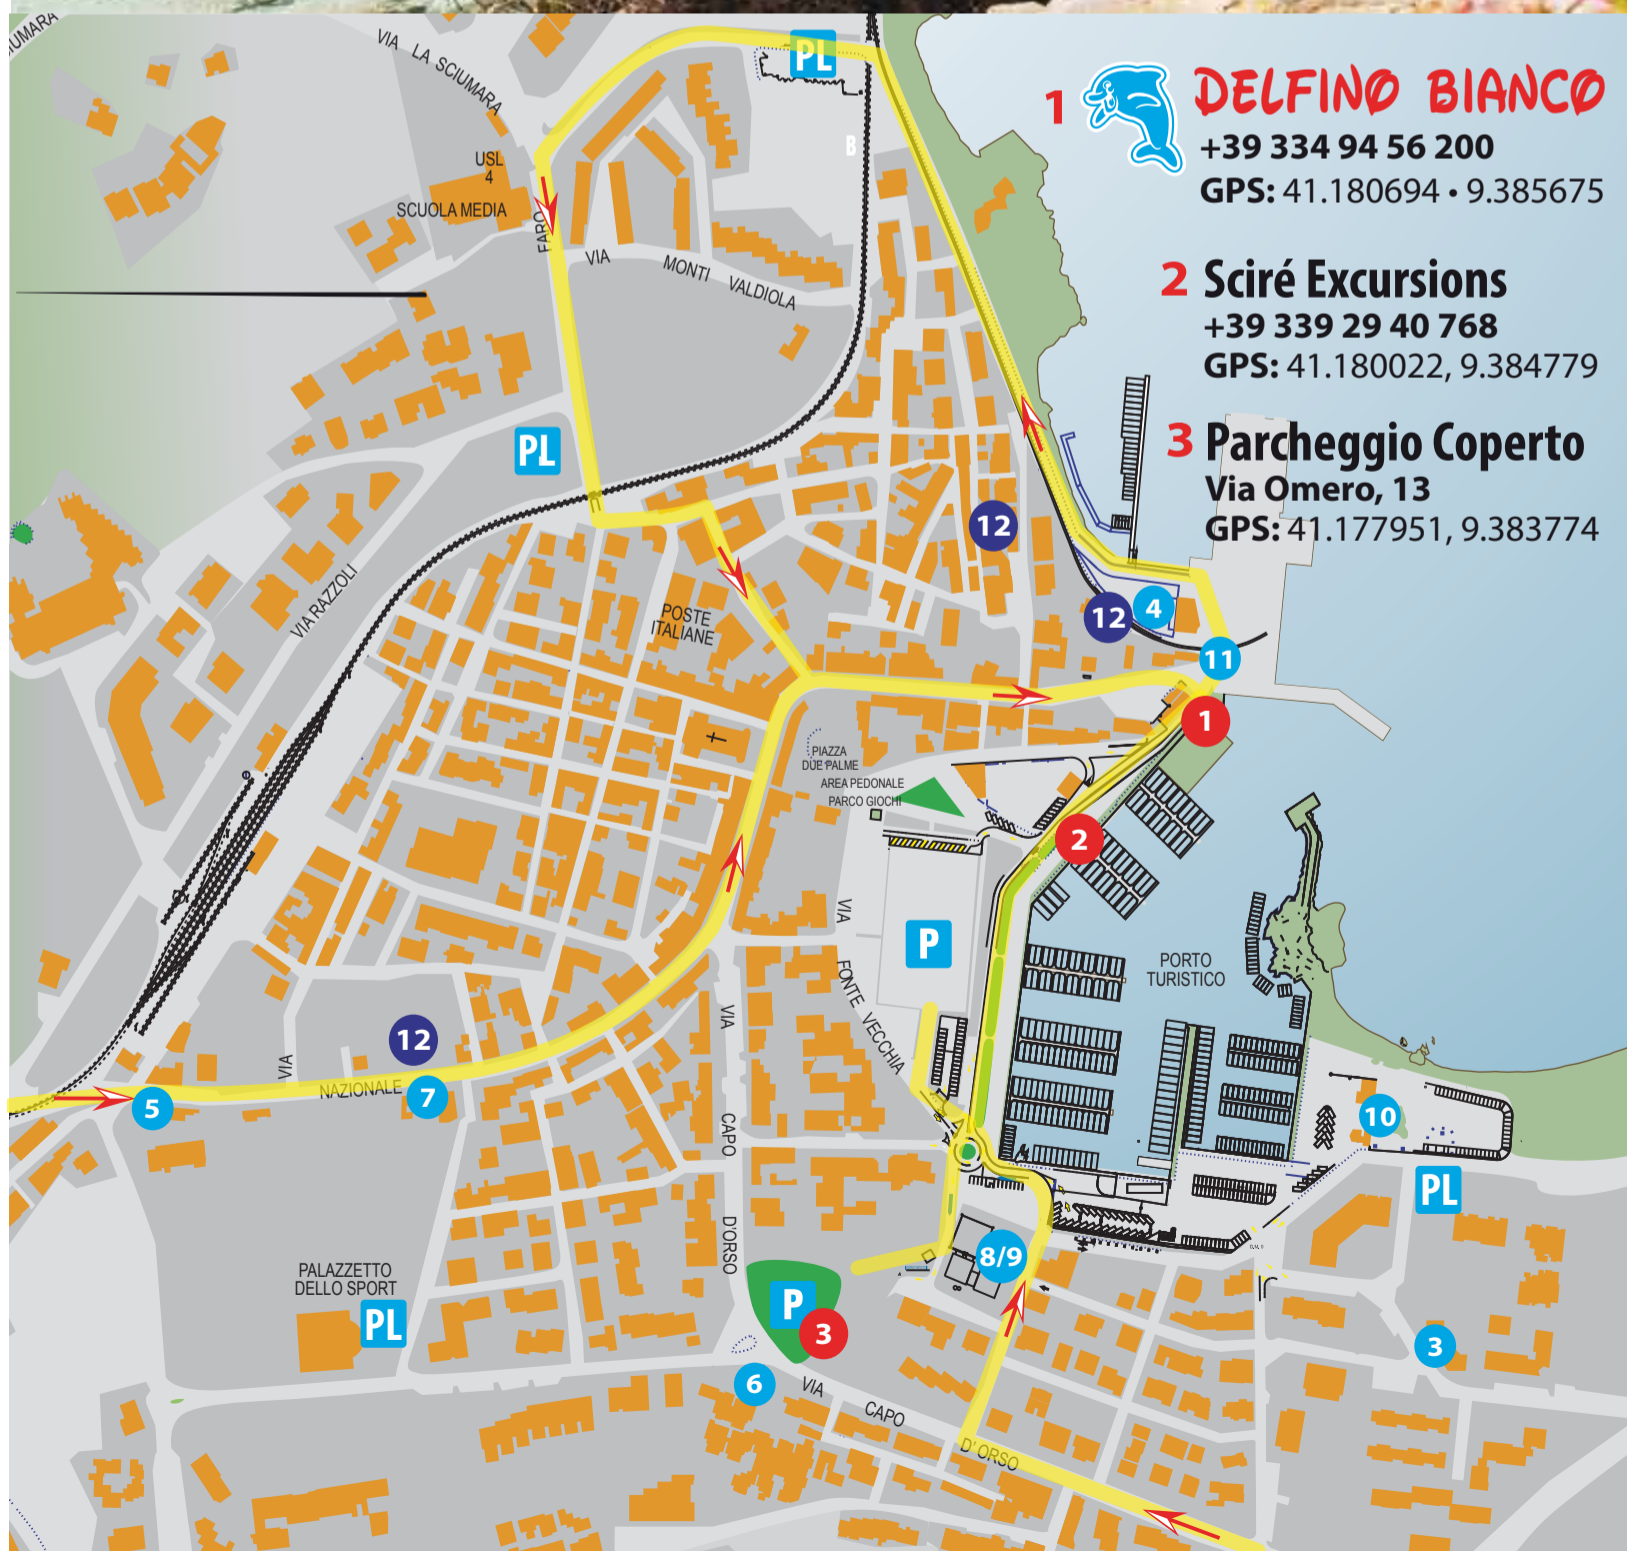 IUMARA
VIA LA SCIUMARA
PL
1 DELFINO BIANCO
+39 334 94 56 200
GPS: 41.180694 • 9.385675
B
USL
4
SCUOLA MEDIA
FARO
VIA MONTI VALDIOLA
2 Sciré Excursions
+39 339 29 40 768
GPS: 41.180022, 9.384779
3 Parcheggio Coperto
Via Omero, 13
GPS: 41.177951, 9.383774
PL
12
VIA RAZZOLI
POSTE
ITALIANE
12
4
11
1
PIAZZA
DUE PALME
AREA PEDONALE
PARCO GIOCHI
2
VIA FONTE VECCHIA
P
PORTO
TURISTICO
12
VIA
NAZIONALE
5
7
10
PL
VIA CAPO D'ORSO
8/9
PALAZZETTO
DELLO SPORT
PL
P
3
3
6
VIA CAPO D'ORSO